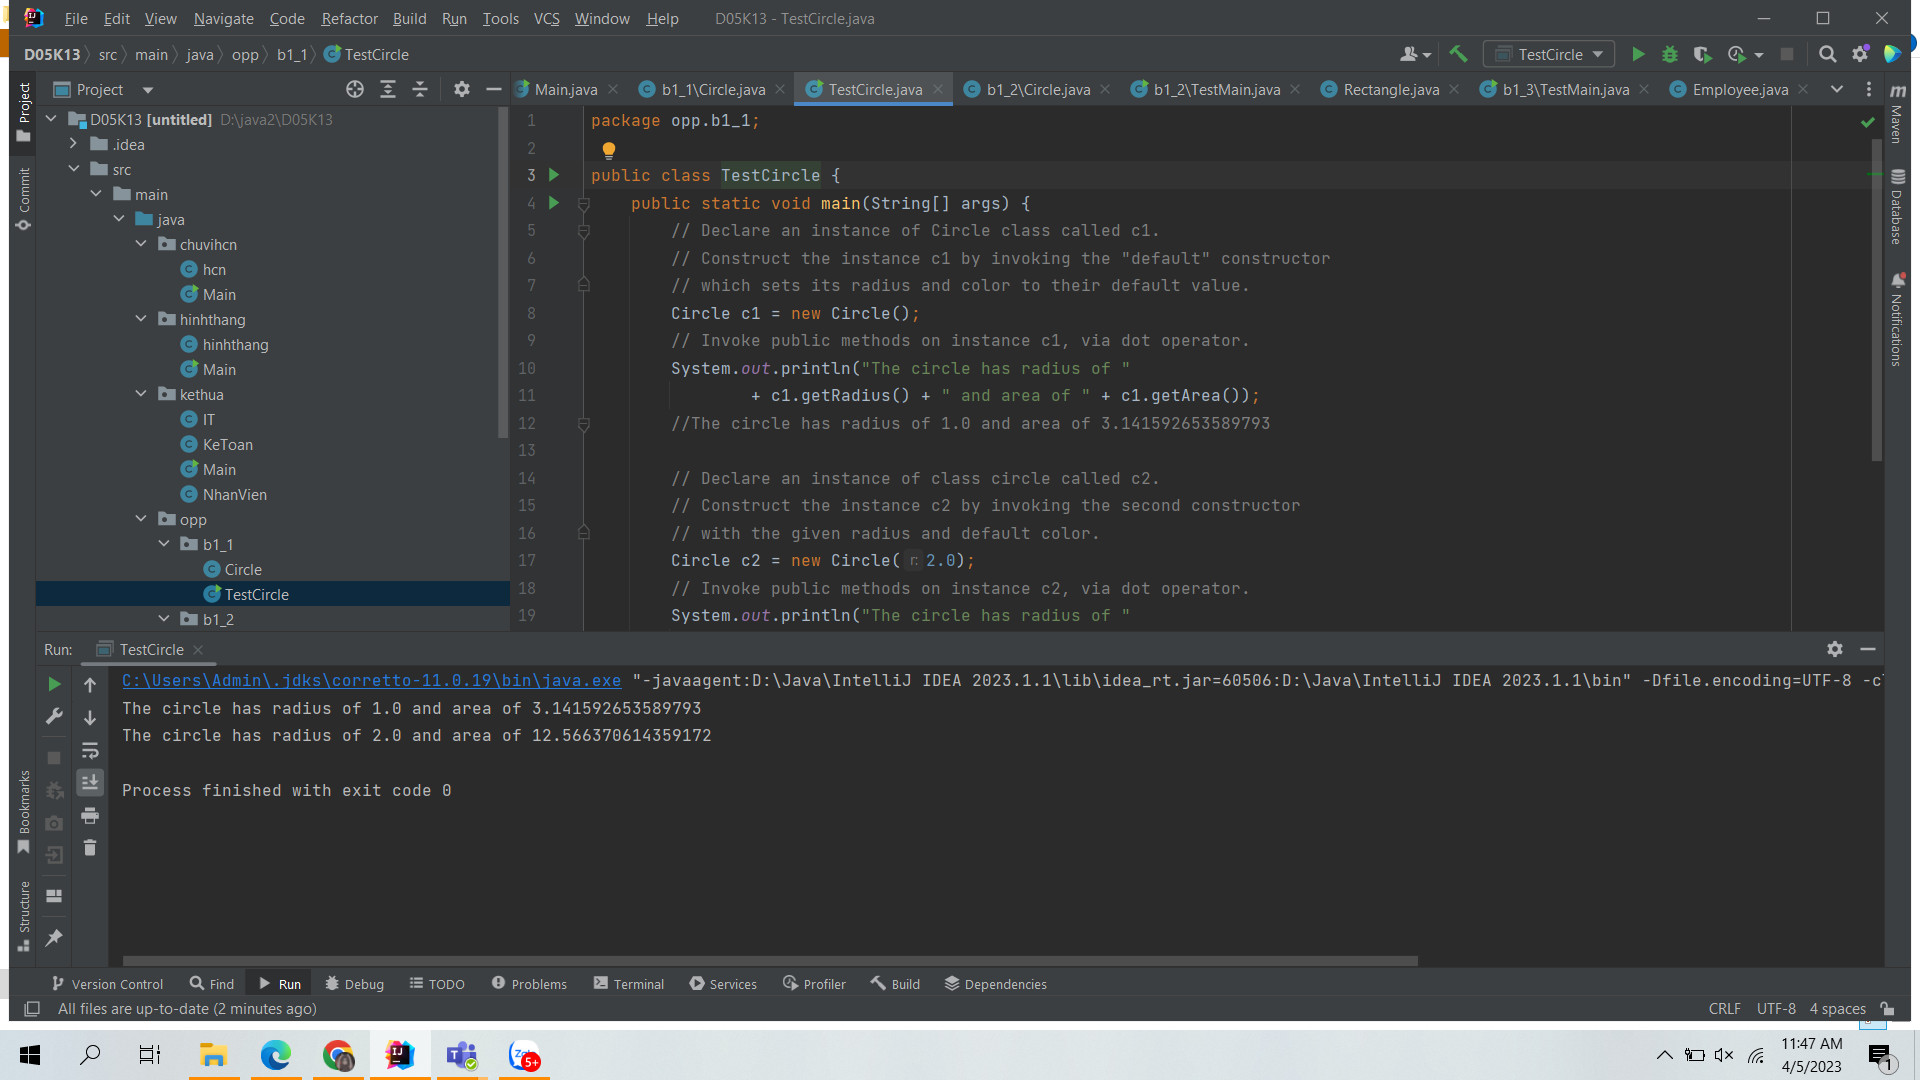 File Edit View Navigate Code Refactor Build Run Tools VCS Window Help D05K13 - TestCircle.java
D05K13 src main java opp b1_1 TestCircle
TestCircle
Project
Main.java b1_1\Circle.java TestCircle.java b1_2\Circle.java b1_2\TestMain.java Rectangle.java b1_3\TestMain.java Employee.java
D05K13 [untitled] D:\java2\D05K13
.idea
src
main
java
chuvihcn
hcn
Main
hinhthang
hinhthang
Main
kethua
IT
KeToan
Main
NhanVien
opp
b1_1
Circle
TestCircle
b1_2
1 package opp.b1_1;
2
3 public class TestCircle {
4 public static void main(String[] args) {
5 // Declare an instance of Circle class called c1.
6 // Construct the instance c1 by invoking the "default" constructor
7 // which sets its radius and color to their default value.
8 Circle c1 = new Circle();
9 // Invoke public methods on instance c1, via dot operator.
10 System.out.println("The circle has radius of "
11 + c1.getRadius() + " and area of " + c1.getArea());
12 //The circle has radius of 1.0 and area of 3.141592653589793
13
14 // Declare an instance of class circle called c2.
15 // Construct the instance c2 by invoking the second constructor
16 // with the given radius and default color.
17 Circle c2 = new Circle( r: 2.0);
18 // Invoke public methods on instance c2, via dot operator.
19 System.out.println("The circle has radius of "
Project
Commit
Bookmarks
Structure
Maven
Database
Notifications
Run: TestCircle
C:\Users\Admin\.jdks\corretto-11.0.19\bin\java.exe "-javaagent:D:\Java\IntelliJ IDEA 2023.1.1\lib\idea_rt.jar=60506:D:\Java\IntelliJ IDEA 2023.1.1\bin" -Dfile.encoding=UTF-8 -c
The circle has radius of 1.0 and area of 3.141592653589793
The circle has radius of 2.0 and area of 12.566370614359172
Process finished with exit code 0
Version Control Find Run Debug TODO Problems Terminal Services Profiler Build Dependencies
All files are up-to-date (2 minutes ago)
CRLF UTF-8 4 spaces
5+
11:47 AM
4/5/2023
1